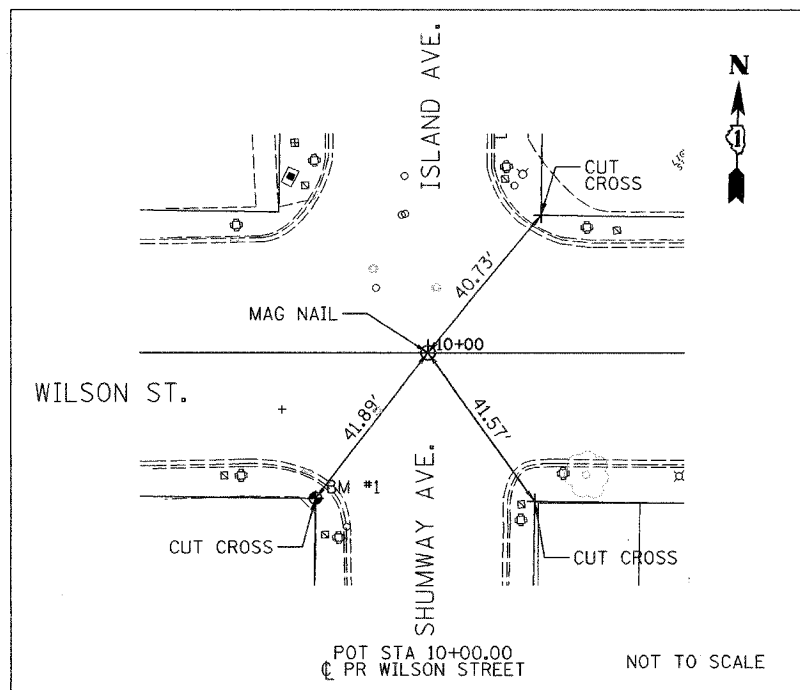 ISLAND AVE.
N
1
CUT
CROSS
40.73'
MAG NAIL
10+00
WILSON ST.
41.89'
41.57'
BM #1
SHUMWAY AVE.
CUT CROSS
CUT CROSS
POT STA 10+00.00
℄ PR WILSON STREET
NOT TO SCALE